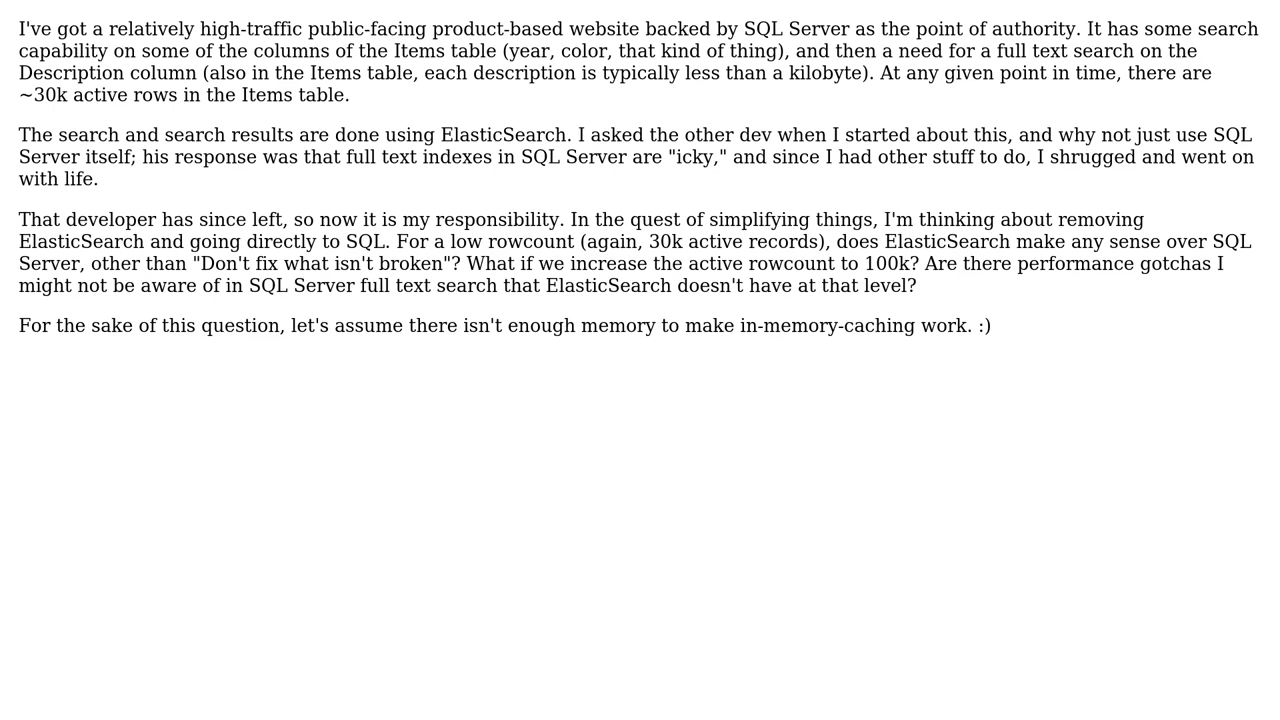 I've got a relatively high-traffic public-facing product-based website backed by SQL Server as the point of authority. It has some search
capability on some of the columns of the Items table (year, color, that kind of thing), and then a need for a full text search on the
Description column (also in the Items table, each description is typically less than a kilobyte). At any given point in time, there are
~30k active rows in the Items table.
The search and search results are done using ElasticSearch. I asked the other dev when I started about this, and why not just use SQL
Server itself; his response was that full text indexes in SQL Server are "icky," and since I had other stuff to do, I shrugged and went on
with life.
That developer has since left, so now it is my responsibility. In the quest of simplifying things, I'm thinking about removing
ElasticSearch and going directly to SQL. For a low rowcount (again, 30k active records), does ElasticSearch make any sense over SQL
Server, other than "Don't fix what isn't broken"? What if we increase the active rowcount to 100k? Are there performance gotchas I
might not be aware of in SQL Server full text search that ElasticSearch doesn't have at that level?
For the sake of this question, let's assume there isn't enough memory to make in-memory-caching work. :)